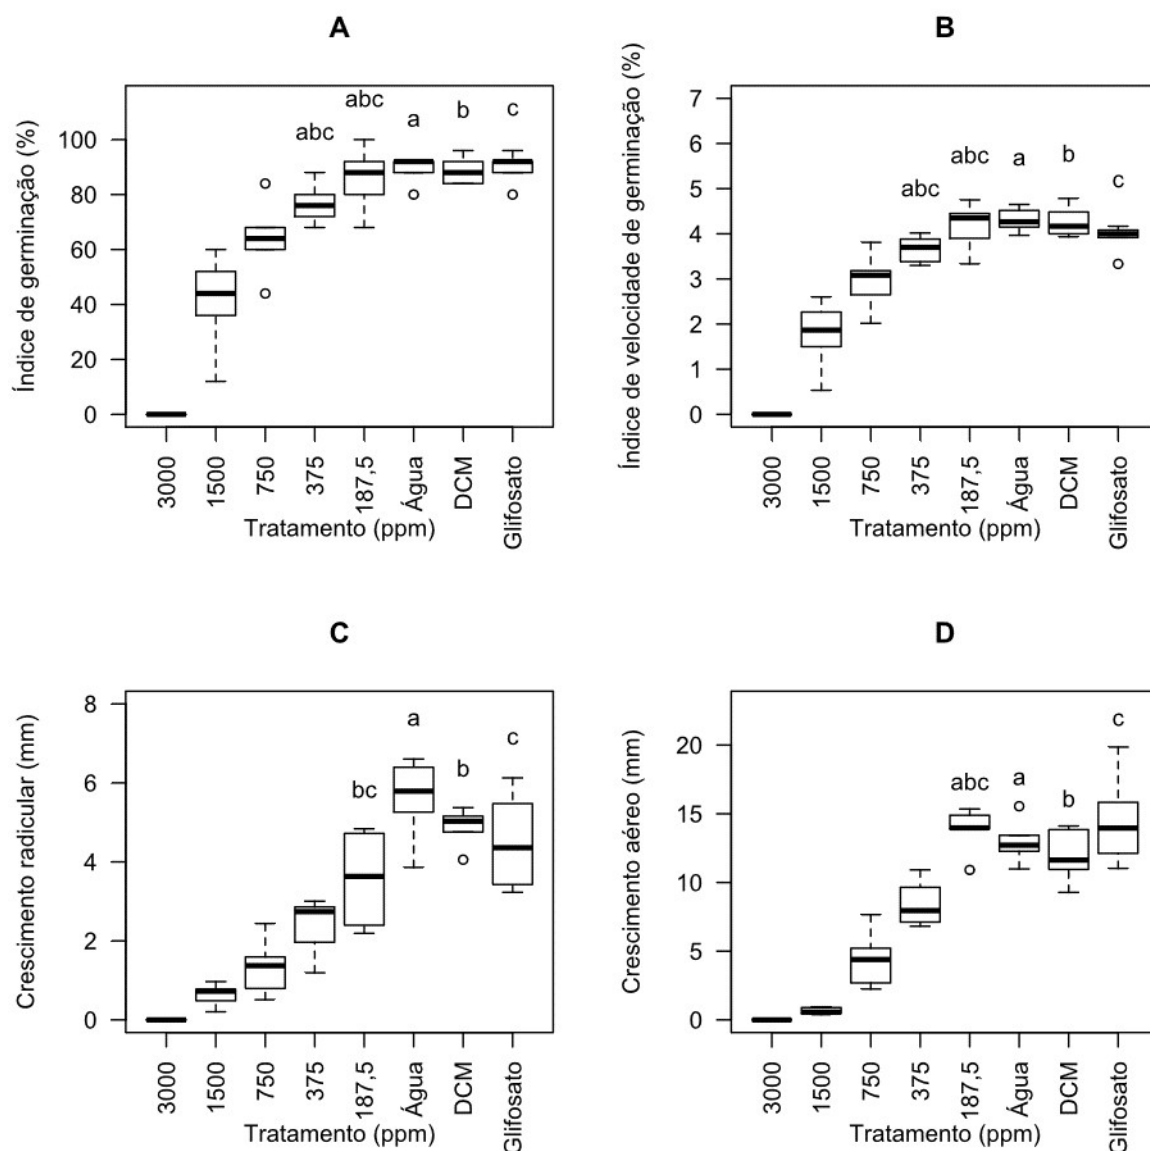 A
Índice de germinação (%)
100
80
60
40
20
0
abc
abc
a
b
c
3000
1500
750
375
187,5
Água
DCM
Glifosato
Tratamento (ppm)
B
Índice de velocidade de germinação (%)
7
6
5
4
3
2
1
0
abc
abc
a
b
c
3000
1500
750
375
187,5
Água
DCM
Glifosato
Tratamento (ppm)
C
Crescimento radicular (mm)
8
6
4
2
0
bc
a
b
c
3000
1500
750
375
187,5
Água
DCM
Glifosato
Tratamento (ppm)
D
Crescimento aéreo (mm)
20
15
10
5
0
abc
a
b
c
3000
1500
750
375
187,5
Água
DCM
Glifosato
Tratamento (ppm)